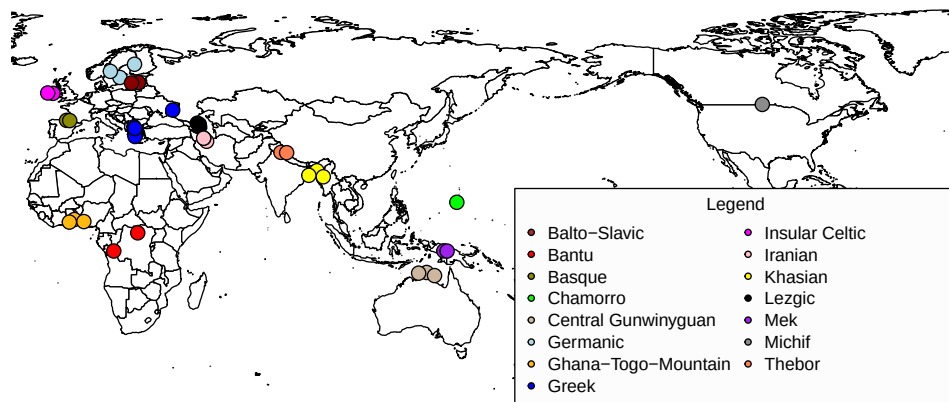 Legend
Balto−Slavic
Bantu
Basque
Chamorro
Central Gunwinyguan
Germanic
Ghana−Togo−Mountain
Greek
Insular Celtic
Iranian
Khasian
Lezgic
Mek
Michif
Thebor